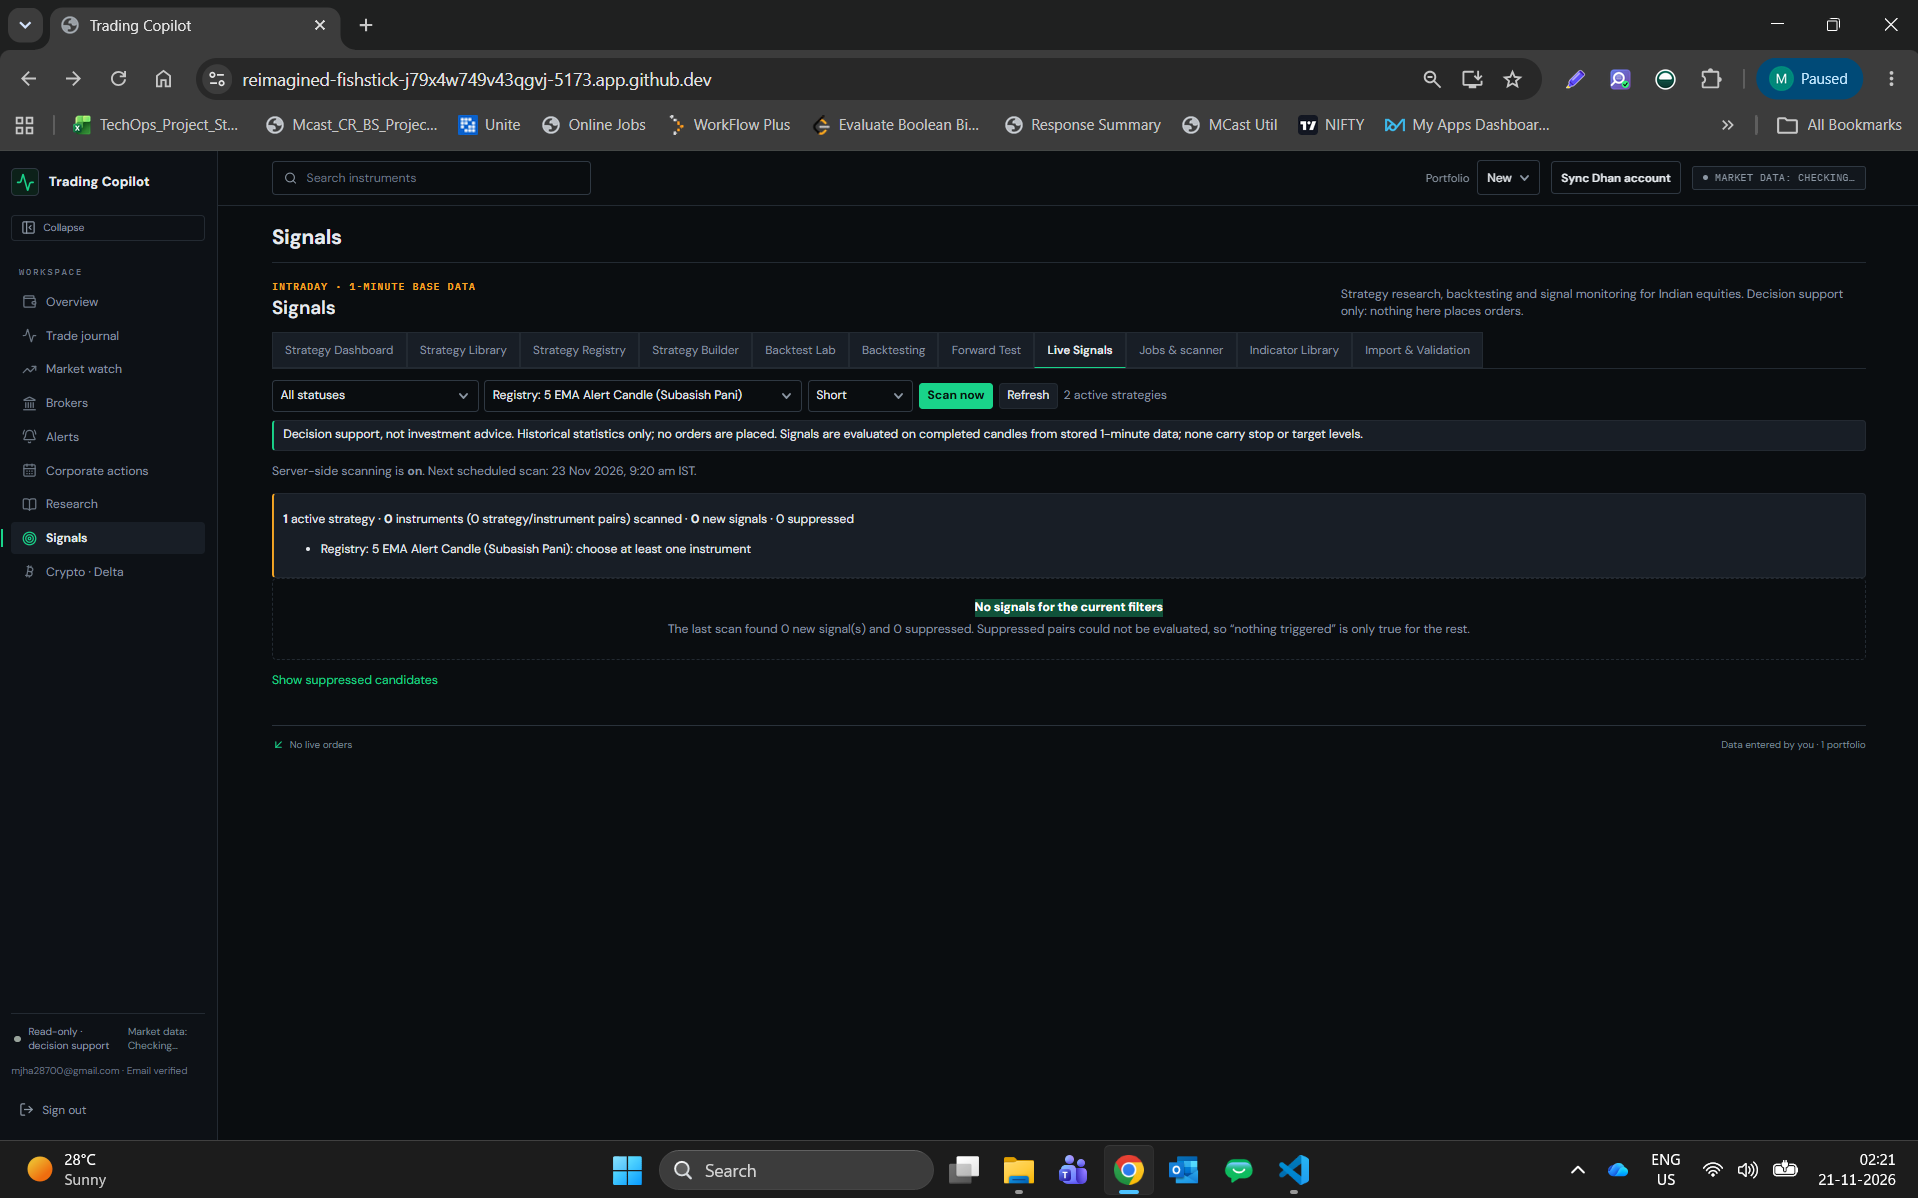 Trading Copilot
reimagined-fishstick-j79x4w749v43qgvj-5173.app.github.dev
M Paused
TechOps_Project_St...
Mcast_CR_BS_Projec...
Unite
Online Jobs
WorkFlow Plus
Evaluate Boolean Bi...
Response Summary
MCast Util
NIFTY
My Apps Dashboar...
All Bookmarks
Trading Copilot
Collapse
WORKSPACE
Overview
Trade journal
Market watch
Brokers
Alerts
Corporate actions
Research
Signals
Crypto · Delta
Read-only · decision support
Market data: Checking...
mjha28700@gmail.com · Email verified
Sign out
Search instruments
Portfolio
New
Sync Dhan account
MARKET DATA: CHECKING…
Signals
INTRADAY · 1-MINUTE BASE DATA
Signals
Strategy research, backtesting and signal monitoring for Indian equities. Decision support
only: nothing here places orders.
Strategy Dashboard
Strategy Library
Strategy Registry
Strategy Builder
Backtest Lab
Backtesting
Forward Test
Live Signals
Jobs & scanner
Indicator Library
Import & Validation
All statuses
Registry: 5 EMA Alert Candle (Subasish Pani)
Short
Scan now
Refresh
2 active strategies
Decision support, not investment advice. Historical statistics only; no orders are placed. Signals are evaluated on completed candles from stored 1-minute data; none carry stop or target levels.
Server-side scanning is on. Next scheduled scan: 23 Nov 2026, 9:20 am IST.
1 active strategy · 0 instruments (0 strategy/instrument pairs) scanned · 0 new signals · 0 suppressed
• Registry: 5 EMA Alert Candle (Subasish Pani): choose at least one instrument
No signals for the current filters
The last scan found 0 new signal(s) and 0 suppressed. Suppressed pairs could not be evaluated, so “nothing triggered” is only true for the rest.
Show suppressed candidates
No live orders
Data entered by you · 1 portfolio
28°C
Sunny
Search
ENG
US
02:21
21-11-2026